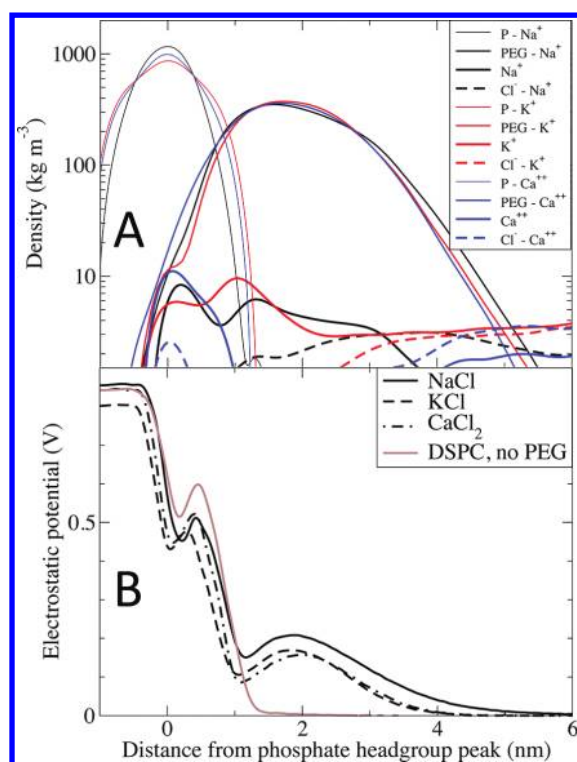 1000
100
10
Density (kg m⁻³)
A
P - Na⁺
PEG - Na⁺
Na⁺
Cl⁻ - Na⁺
P - K⁺
PEG - K⁺
K⁺
Cl⁻ - K⁺
P - Ca⁺⁺
PEG - Ca⁺⁺
Ca⁺⁺
Cl⁻ - Ca⁺⁺
NaCl
KCl
CaCl₂
DSPC, no PEG
Electrostatic potential (V)
0.5
B
0
0 2 4 6
Distance from phosphate headgroup peak (nm)